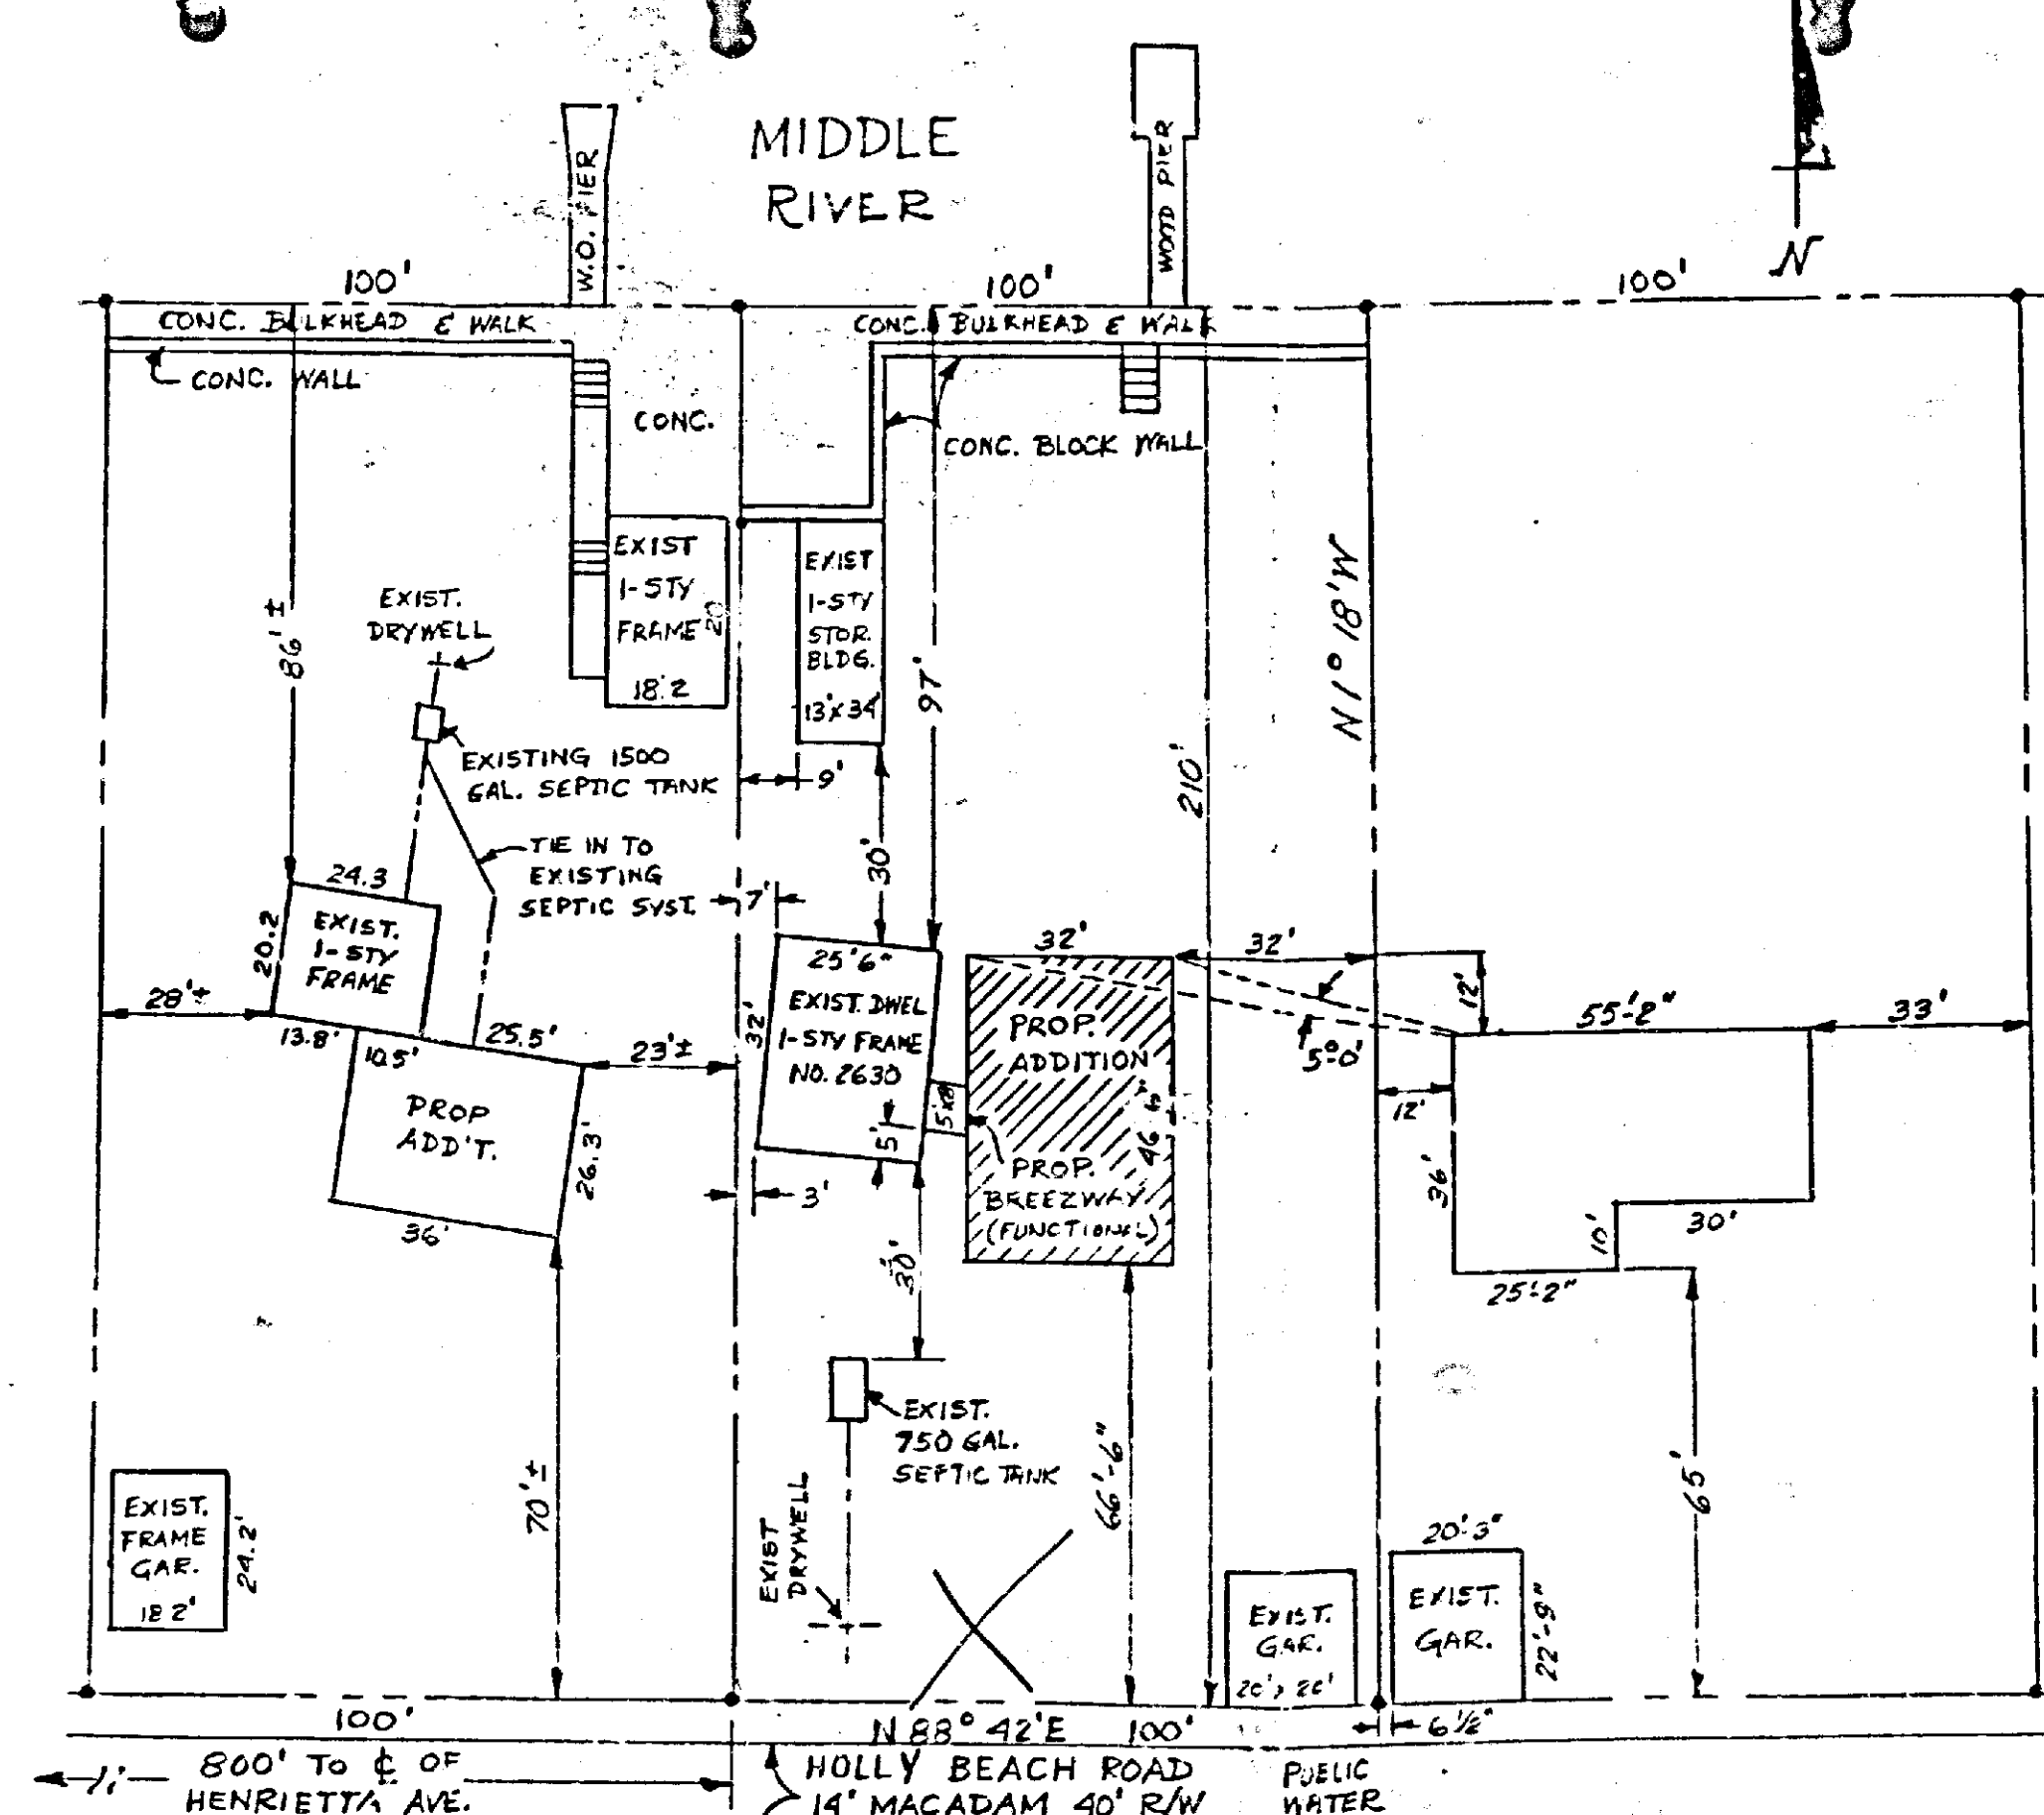 MIDDLE
RIVER
W.O. PIER
WOOD PIER
N
100'
100'
100'
CONC. BULKHEAD & WALK
CONC. BULKHEAD & WALK
CONC. WALL
CONC.
CONC. BLOCK WALL
EXIST
1-STY
FRAME
20
18'2
EXIST
1-STY
STOR.
BLDG.
13'X34'
EXIST.
DRYWELL
86'±
97'
210'
N 1° 18' W
EXISTING 1500
GAL. SEPTIC TANK
9'
30'
TIE IN TO
EXISTING
SEPTIC SYST.
7'
24.3
20.2
EXIST.
1-STY
FRAME
28'±
13.8'
10.5'
25.5'
23'±
PROP
ADD'T.
26.3'
36'
25'6"
32'
EXIST. DWEL
1-STY FRAME
NO. 2630
5'
5'X8'
3'
32'
32'
PROP.
ADDITION
46'
PROP.
BREEZWAY
(FUNCTIONAL)
5'-0"
12'
12'
55'-2"
33'
36'
10'
30'
25'-2"
30'
EXIST.
750 GAL.
SEPTIC TANK
EXIST
DRYWELL
70'±
66'-6"
65'
EXIST.
FRAME
GAR.
18 2'
24.2'
EXIST.
GAR.
20' x 20'
20'3"
EXIST.
GAR.
22'-9"
6½"
100'
N 88° 42' E 100'
800' TO ℄ OF
HENRIETTA AVE.
HOLLY BEACH ROAD
14' MACADAM 40' R/W
PUBLIC
WATER